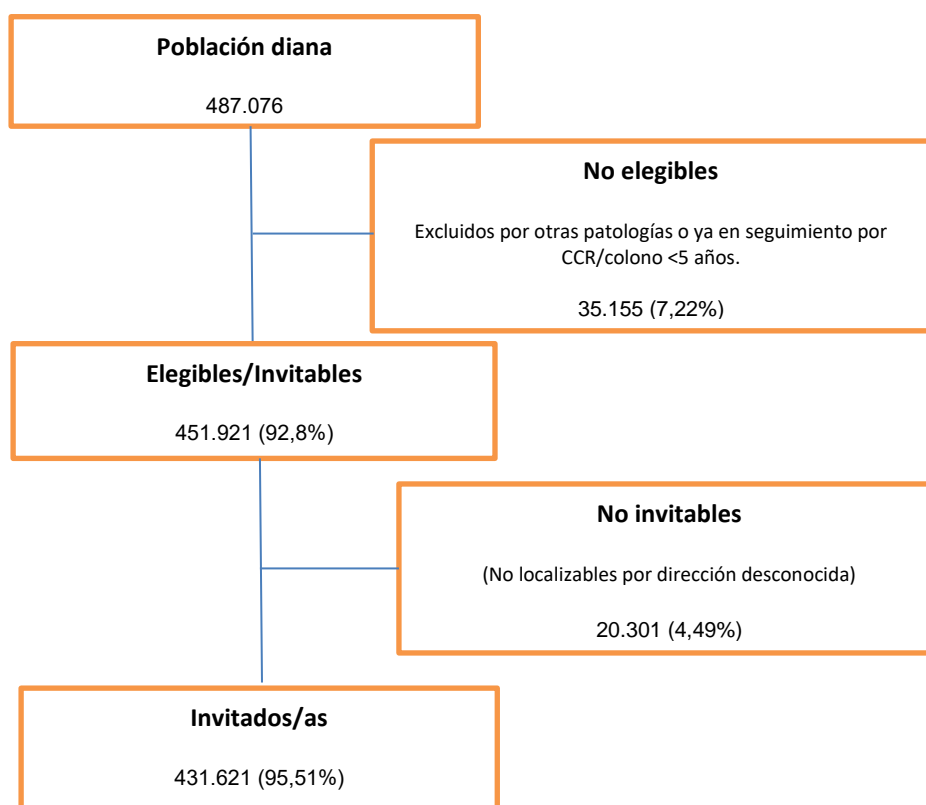 Población diana
487.076
No elegibles
Excluidos por otras patologías o ya en seguimiento por
CCR/colono <5 años.
35.155 (7,22%)
Elegibles/Invitables
451.921 (92,8%)
No invitables
(No localizables por dirección desconocida)
20.301 (4,49%)
Invitados/as
431.621 (95,51%)